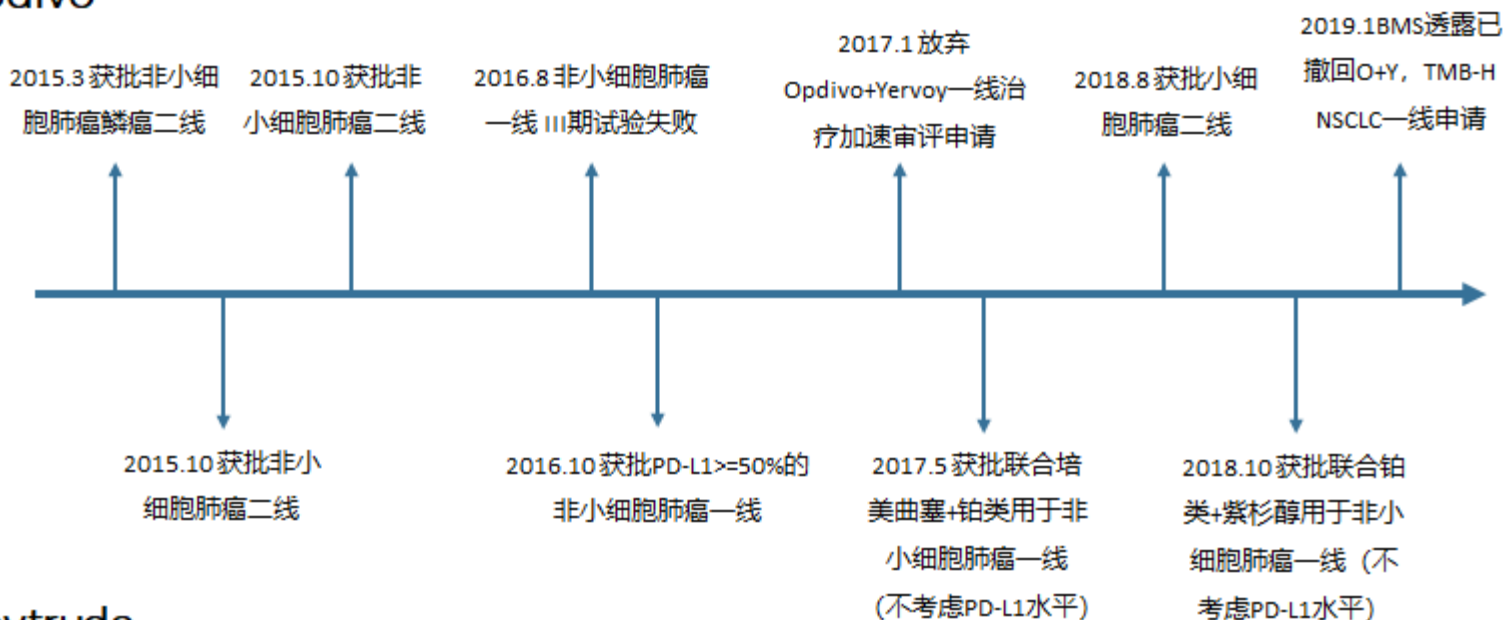 2015.3 获批非小细
胞肺癌鳞癌二线
2015.10 获批非
小细胞肺癌二线
2016.8 非小细胞肺癌
一线 III期试验失败
2017.1 放弃
Opdivo+Yervoy一线治
疗加速审评申请
2018.8 获批小细
胞肺癌二线
2019.1BMS透露已
撤回O+Y，TMB-H
NSCLC一线申请
2015.10 获批非小
细胞肺癌二线
2016.10 获批PD-L1>=50%的
非小细胞肺癌一线
2017.5 获批联合培
美曲塞+铂类用于非
小细胞肺癌一线
（不考虑PD-L1水平）
2018.10 获批联合铂
类+紫杉醇用于非小
细胞肺癌一线（不
考虑PD-L1水平）